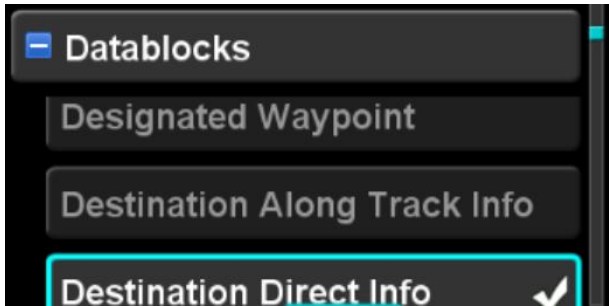 Datablocks
Designated Waypoint
Destination Along Track Info
Destination Direct Info